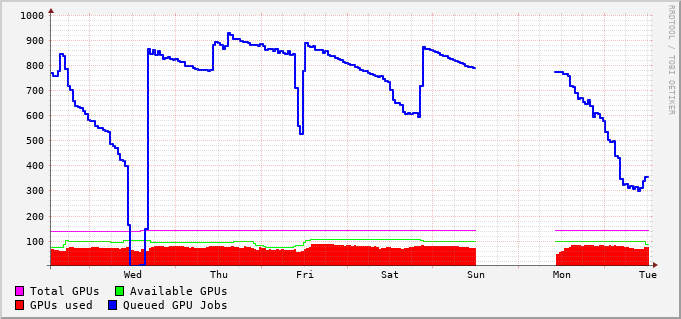 1000
900
800
700
600
500
400
300
200
100
Wed Thu Fri Sat Sun Mon Tue
Total GPUs Available GPUs
GPUs used Queued GPU Jobs
RRDTOOL / TOBI OETIKER